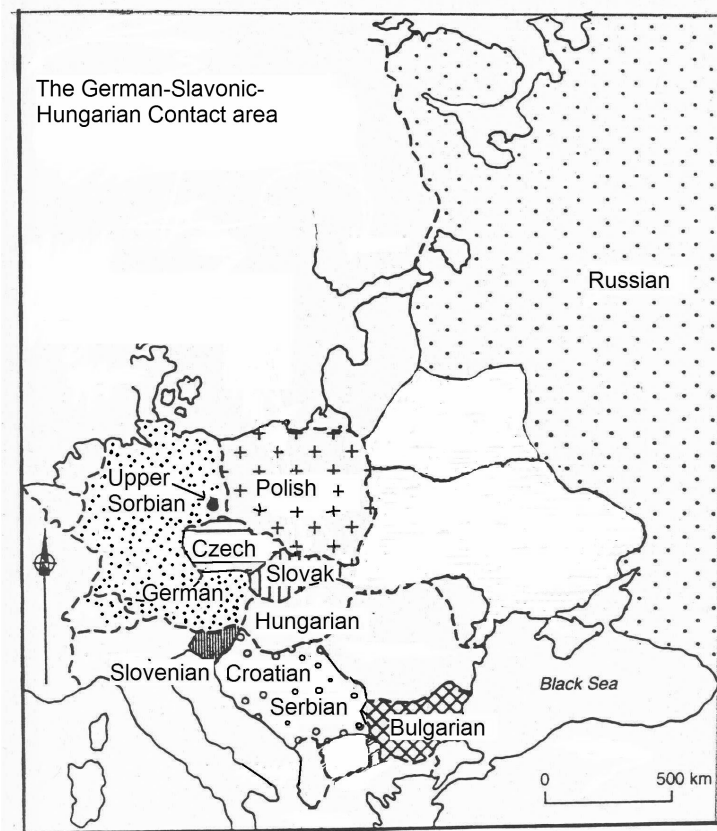 The German-Slavonic-
Hungarian Contact area
Russian
Upper
Sorbian
Polish
Czech
Slovak
German
Hungarian
Slovenian
Croatian
Serbian
Black Sea
Bulgarian
0 500 km